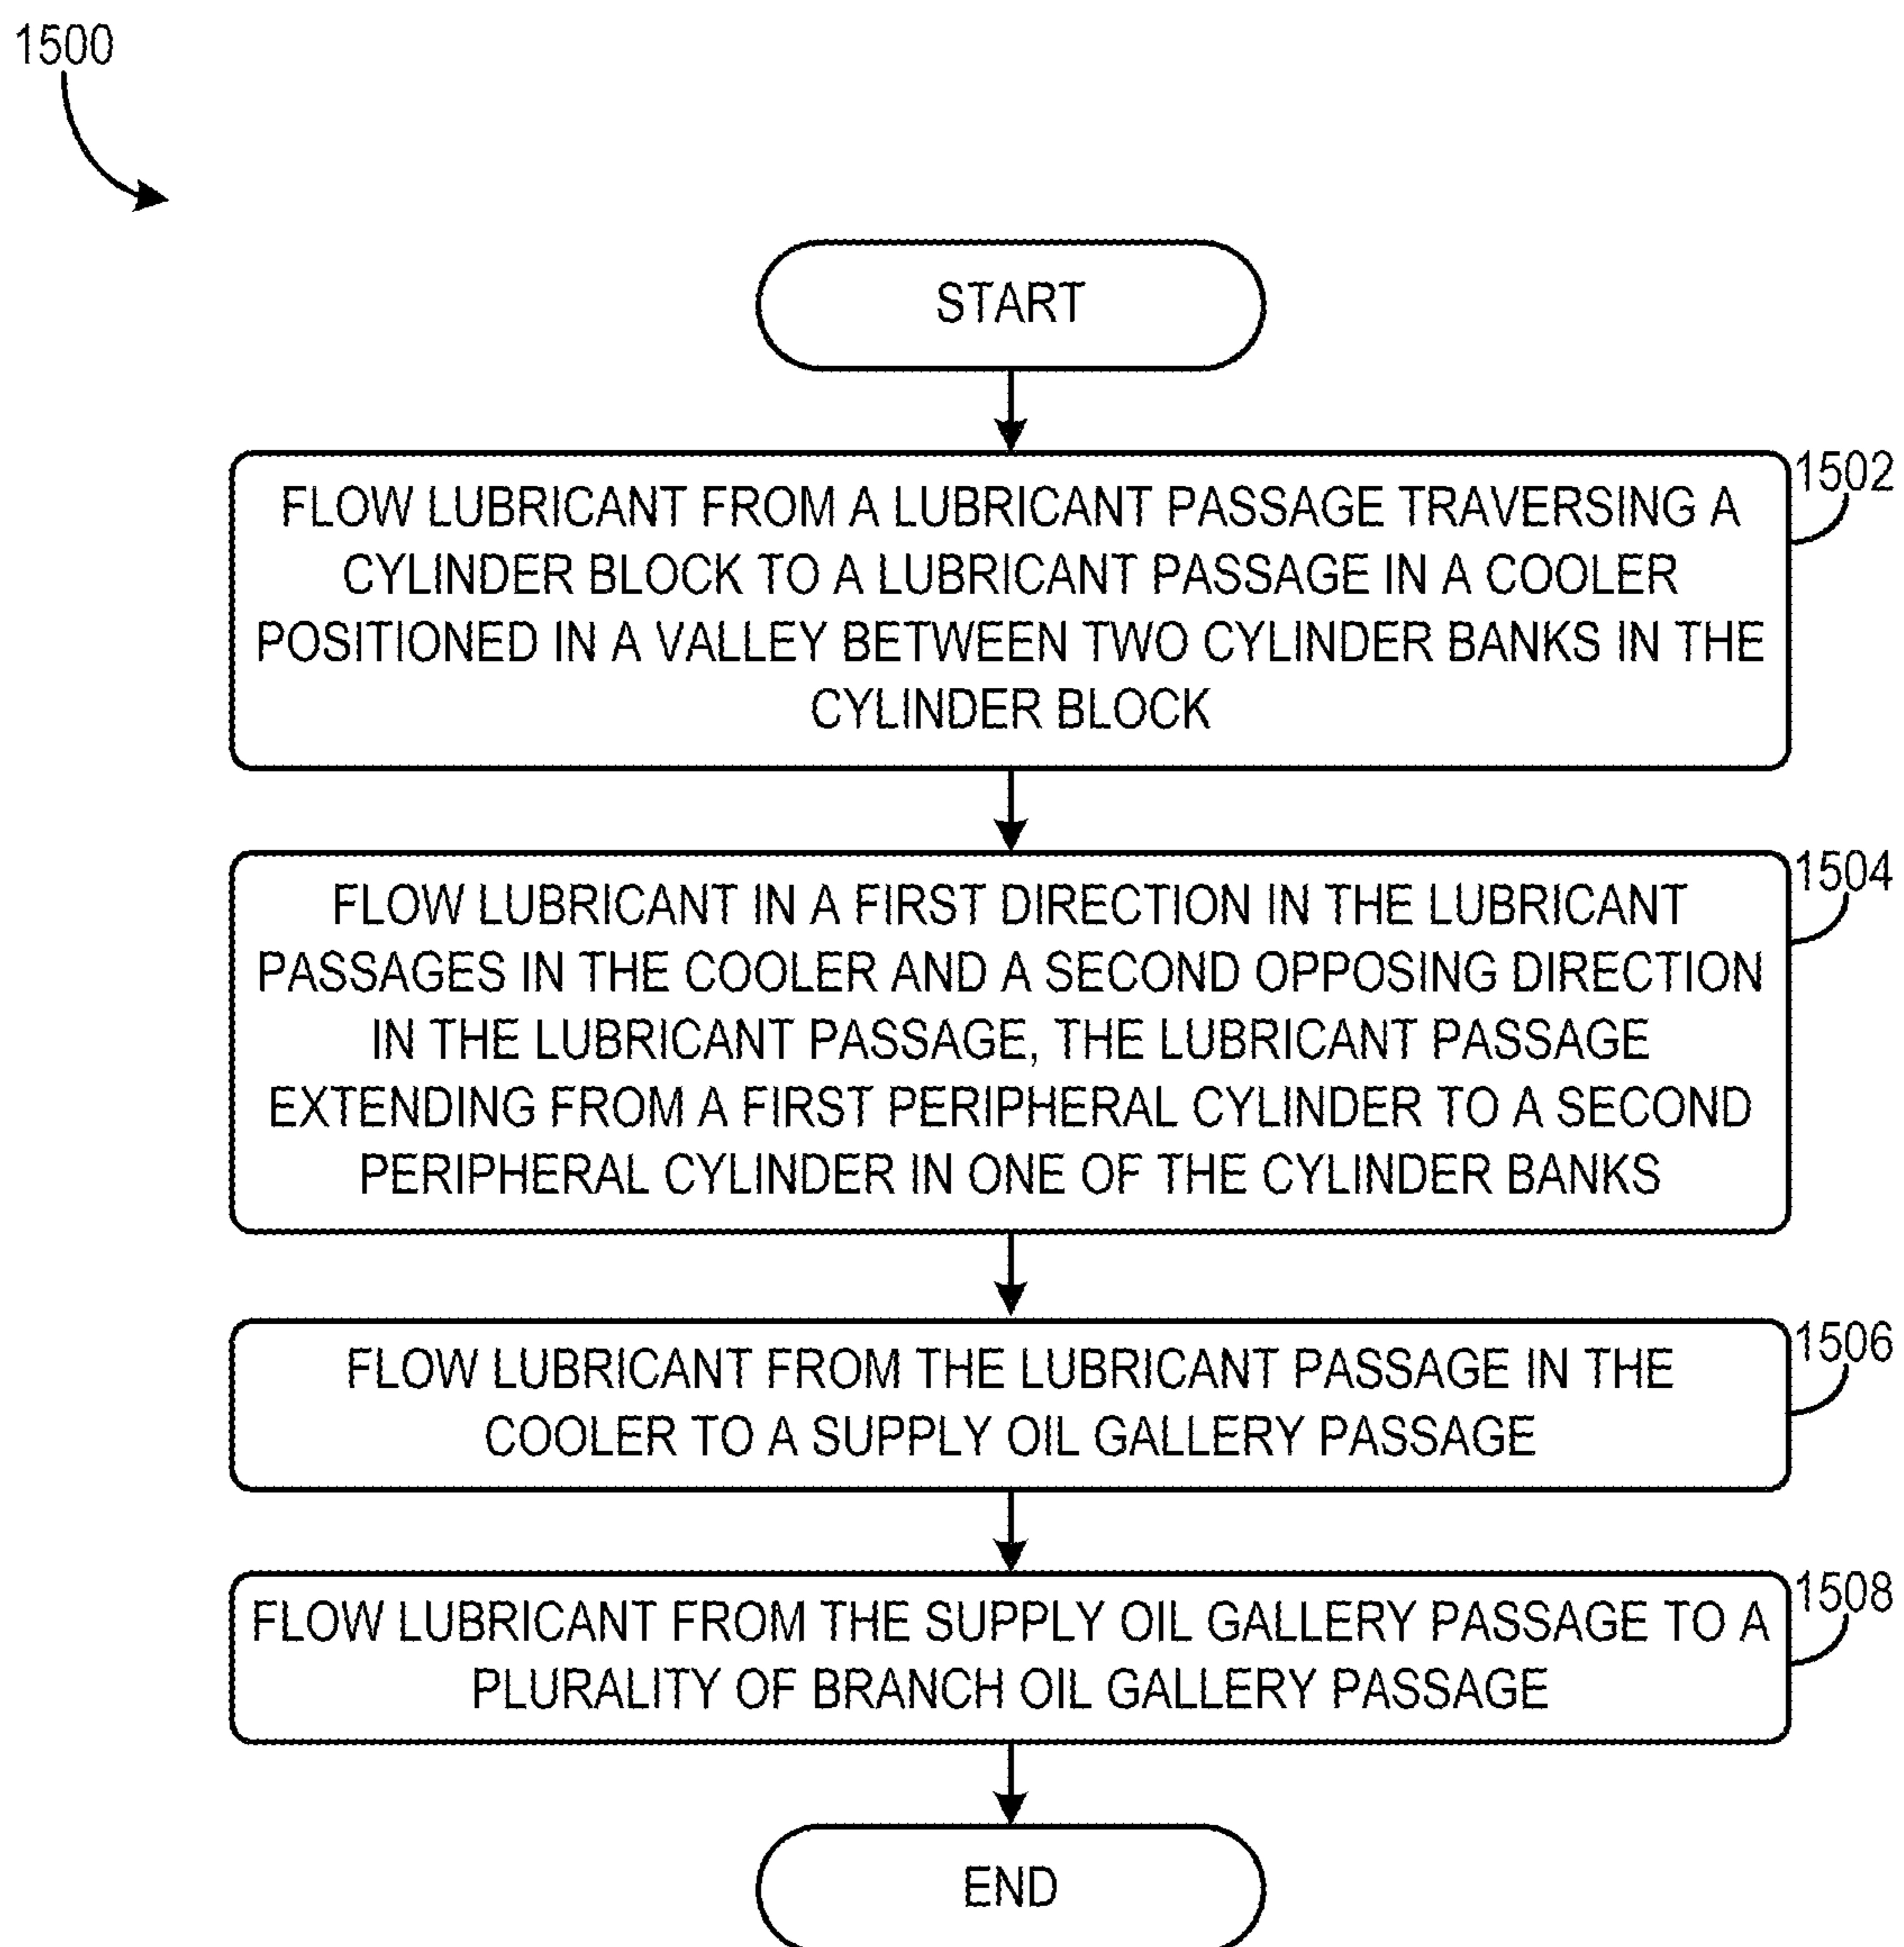 1500
START
1502
FLOW LUBRICANT FROM A LUBRICANT PASSAGE TRAVERSING A
CYLINDER BLOCK TO A LUBRICANT PASSAGE IN A COOLER
POSITIONED IN A VALLEY BETWEEN TWO CYLINDER BANKS IN THE
CYLINDER BLOCK
1504
FLOW LUBRICANT IN A FIRST DIRECTION IN THE LUBRICANT
PASSAGES IN THE COOLER AND A SECOND OPPOSING DIRECTION
IN THE LUBRICANT PASSAGE, THE LUBRICANT PASSAGE
EXTENDING FROM A FIRST PERIPHERAL CYLINDER TO A SECOND
PERIPHERAL CYLINDER IN ONE OF THE CYLINDER BANKS
1506
FLOW LUBRICANT FROM THE LUBRICANT PASSAGE IN THE
COOLER TO A SUPPLY OIL GALLERY PASSAGE
1508
FLOW LUBRICANT FROM THE SUPPLY OIL GALLERY PASSAGE TO A
PLURALITY OF BRANCH OIL GALLERY PASSAGE
END